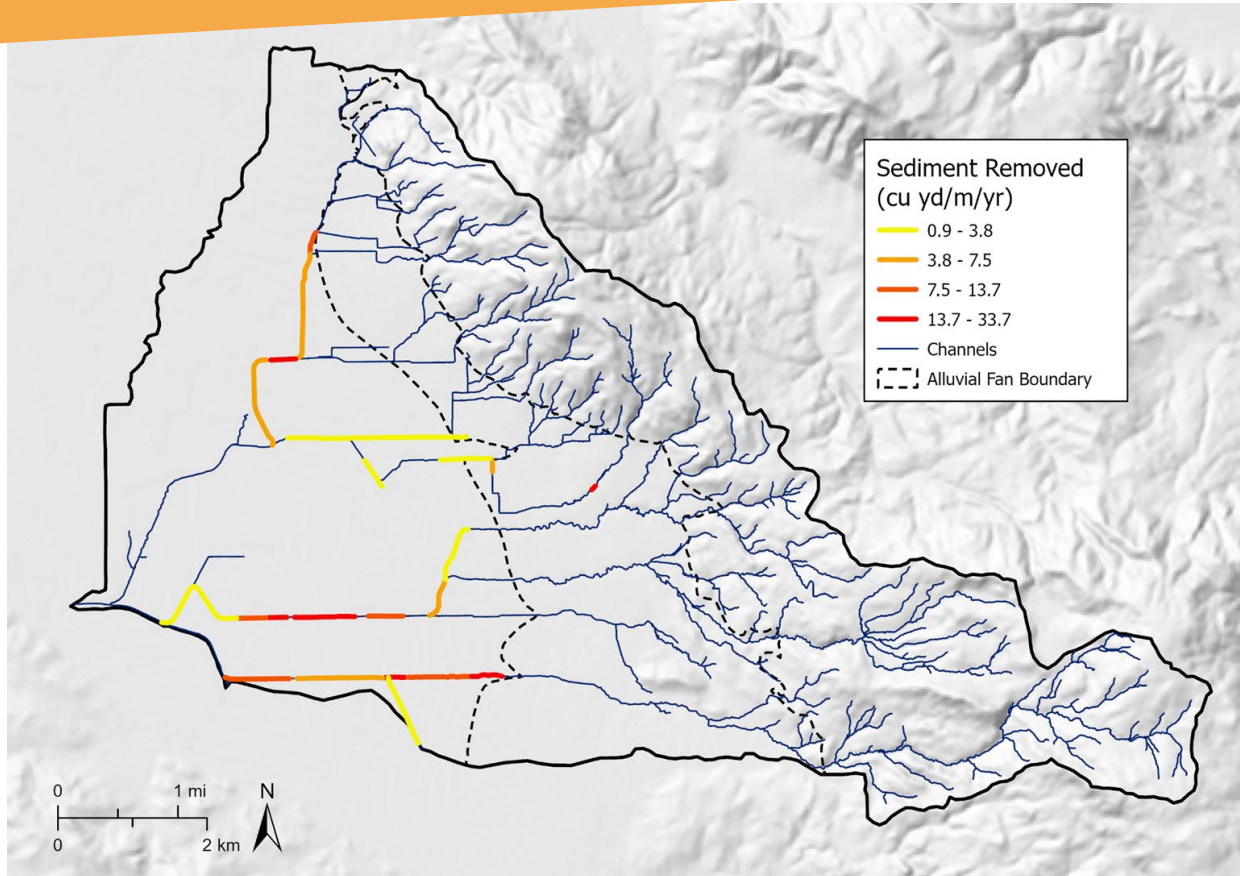 Sediment Removed
(cu yd/m/yr)
0.9 - 3.8
3.8 - 7.5
7.5 - 13.7
13.7 - 33.7
Channels
Alluvial Fan Boundary
0 1 mi
0 2 km
N